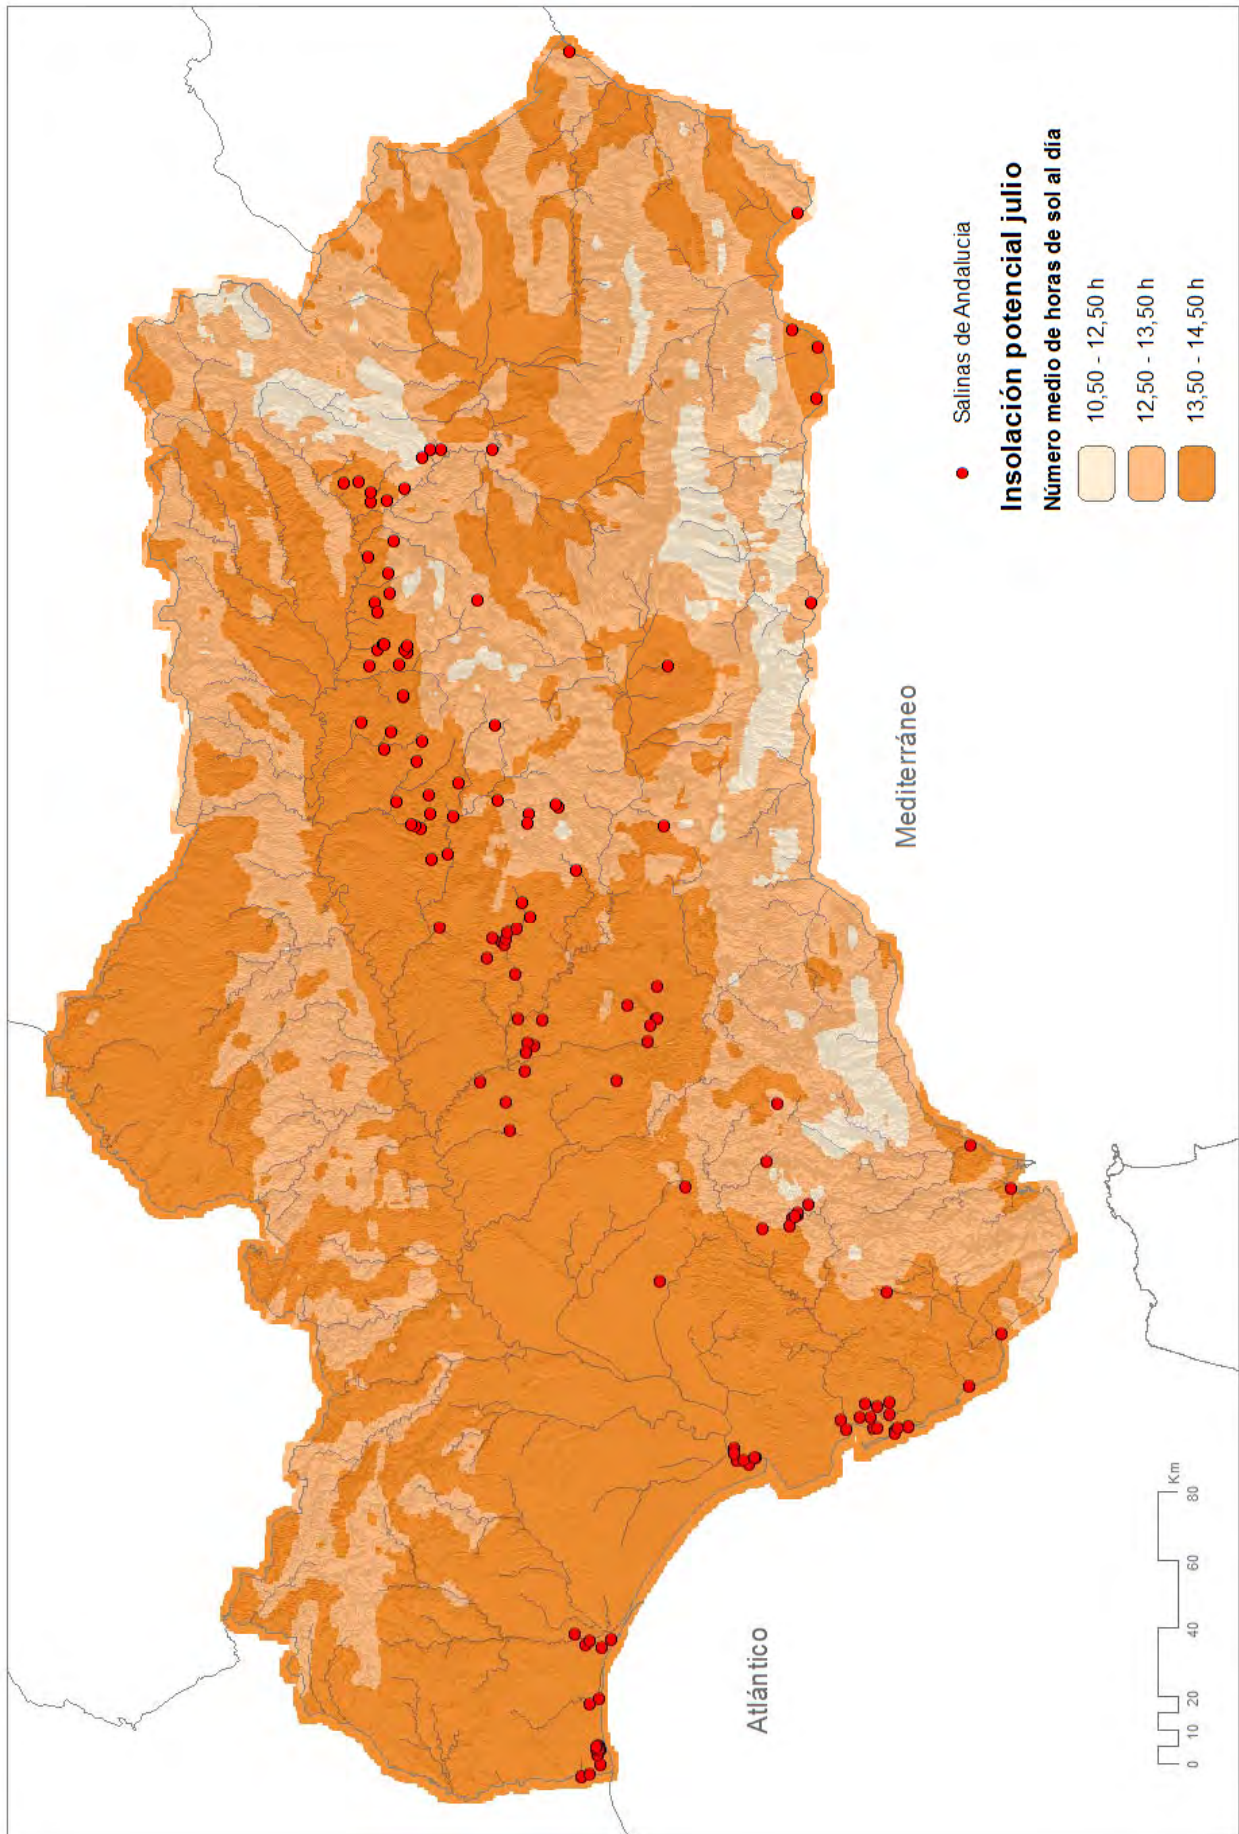 Mediterráneo
Atlántico
Salinas de Andalucia
Insolación potencial julio
Número medio de horas de sol al día
10,50 - 12,50 h
12,50 - 13,50 h
13,50 - 14,50 h
0 10 20 40 60 80
Km